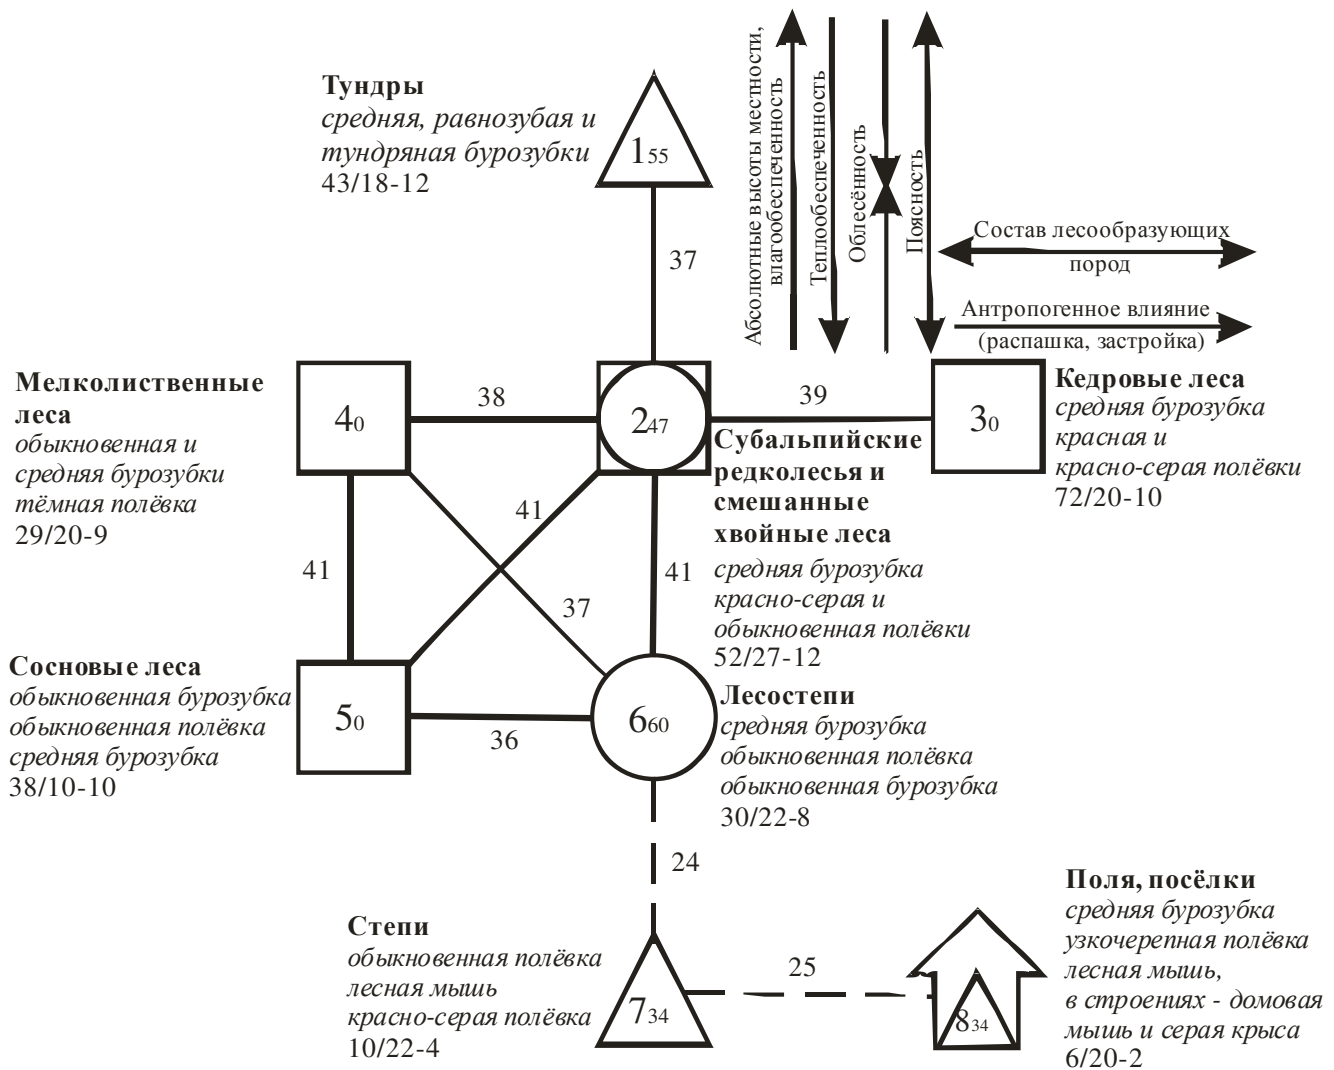 Абсолютные высоты местности,
влагообеспеченность
Теплообеспеченность
Облесённость
Поясность
Состав лесообразующих
пород
Антропогенное влияние
(распашка, застройка)
Тундры
средняя, равнозубая и
тундряная бурозубки
43/18-12
1 55
37
Мелколиственные
леса
обыкновенная и
средняя бурозубки
тёмная полёвка
29/20-9
4 0
38
2 47
39
3 0
Кедровые леса
средняя бурозубка
красная и
красно-серая полёвки
72/20-10
Субальпийские
редколесья и
смешанные
хвойные леса
средняя бурозубка
красно-серая и
обыкновенная полёвки
52/27-12
41
41
41
37
Сосновые леса
обыкновенная бурозубка
обыкновенная полёвка
средняя бурозубка
38/10-10
5 0
36
6 60
Лесостепи
средняя бурозубка
обыкновенная полёвка
обыкновенная бурозубка
30/22-8
24
Степи
обыкновенная полёвка
лесная мышь
красно-серая полёвка
10/22-4
7 34
25
8 34
Поля, посёлки
средняя бурозубка
узкочерепная полёвка
лесная мышь,
в строениях - домовая
мышь и серая крыса
6/20-2